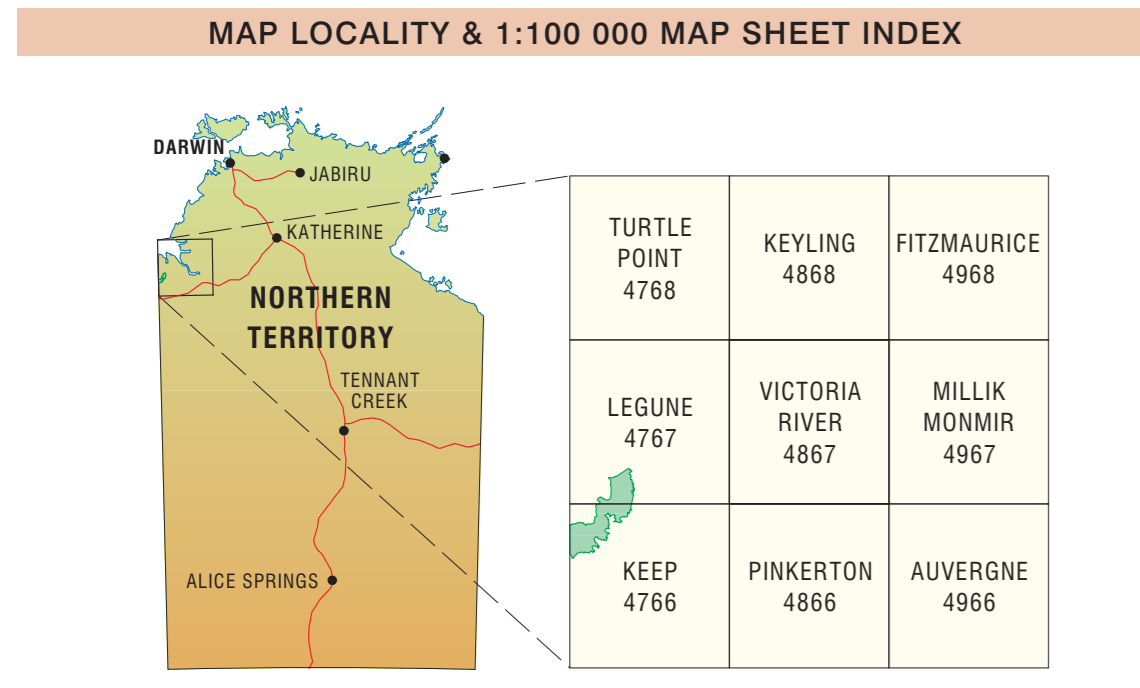 MAP LOCALITY & 1:100 000 MAP SHEET INDEX
DARWIN
JABIRU
KATHERINE
NORTHERN
TERRITORY
TENNANT
CREEK
ALICE SPRINGS
TURTLE
POINT
4768
KEYLING
4868
FITZMAURICE
4968
LEGUNE
4767
VICTORIA
RIVER
4867
MILLIK
MONMIR
4967
KEEP
4766
PINKERTON
4866
AUVERGNE
4966